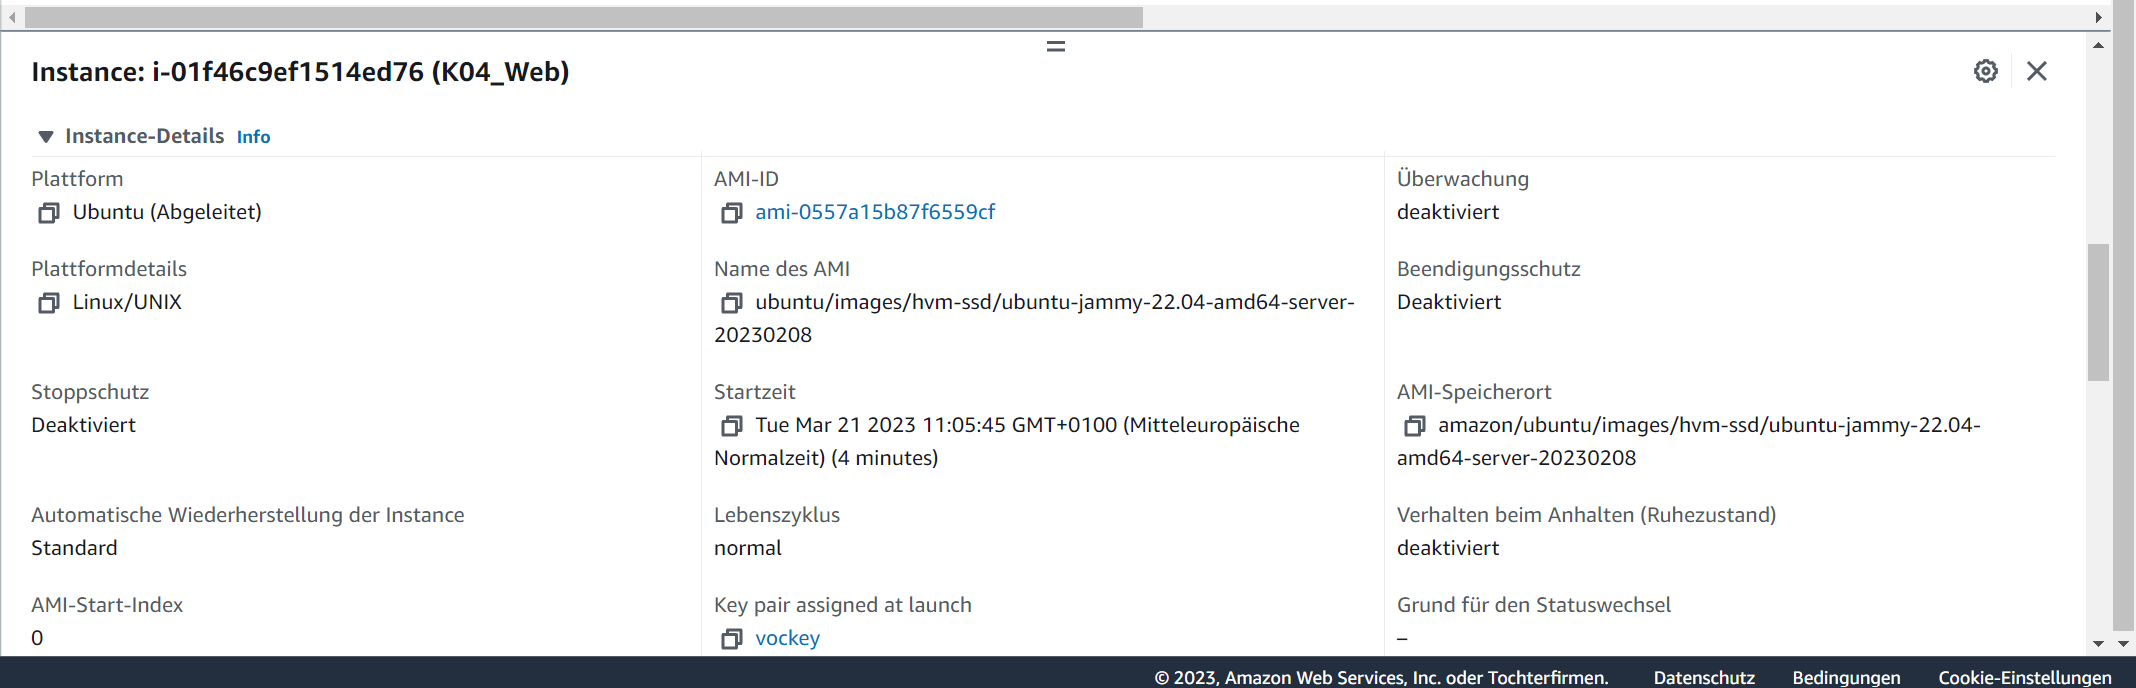 Instance: i-01f46c9ef1514ed76 (K04_Web)
Instance-Details Info
Plattform
Ubuntu (Abgeleitet)
AMI-ID
ami-0557a15b87f6559cf
Überwachung
deaktiviert
Plattformdetails
Linux/UNIX
Name des AMI
ubuntu/images/hvm-ssd/ubuntu-jammy-22.04-amd64-server-
20230208
Beendigungsschutz
Deaktiviert
Stoppschutz
Deaktiviert
Startzeit
Tue Mar 21 2023 11:05:45 GMT+0100 (Mitteleuropäische
Normalzeit) (4 minutes)
AMI-Speicherort
amazon/ubuntu/images/hvm-ssd/ubuntu-jammy-22.04-
amd64-server-20230208
Automatische Wiederherstellung der Instance
Standard
Lebenszyklus
normal
Verhalten beim Anhalten (Ruhezustand)
deaktiviert
AMI-Start-Index
0
Key pair assigned at launch
vockey
Grund für den Statuswechsel
–
© 2023, Amazon Web Services, Inc. oder Tochterfirmen. Datenschutz Bedingungen Cookie-Einstellungen